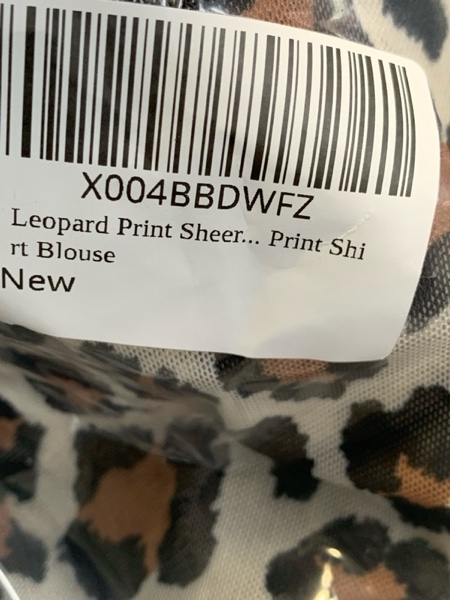 X004BBDWFZ
Leopard Print Sheer... Print Shi
rt Blouse
New